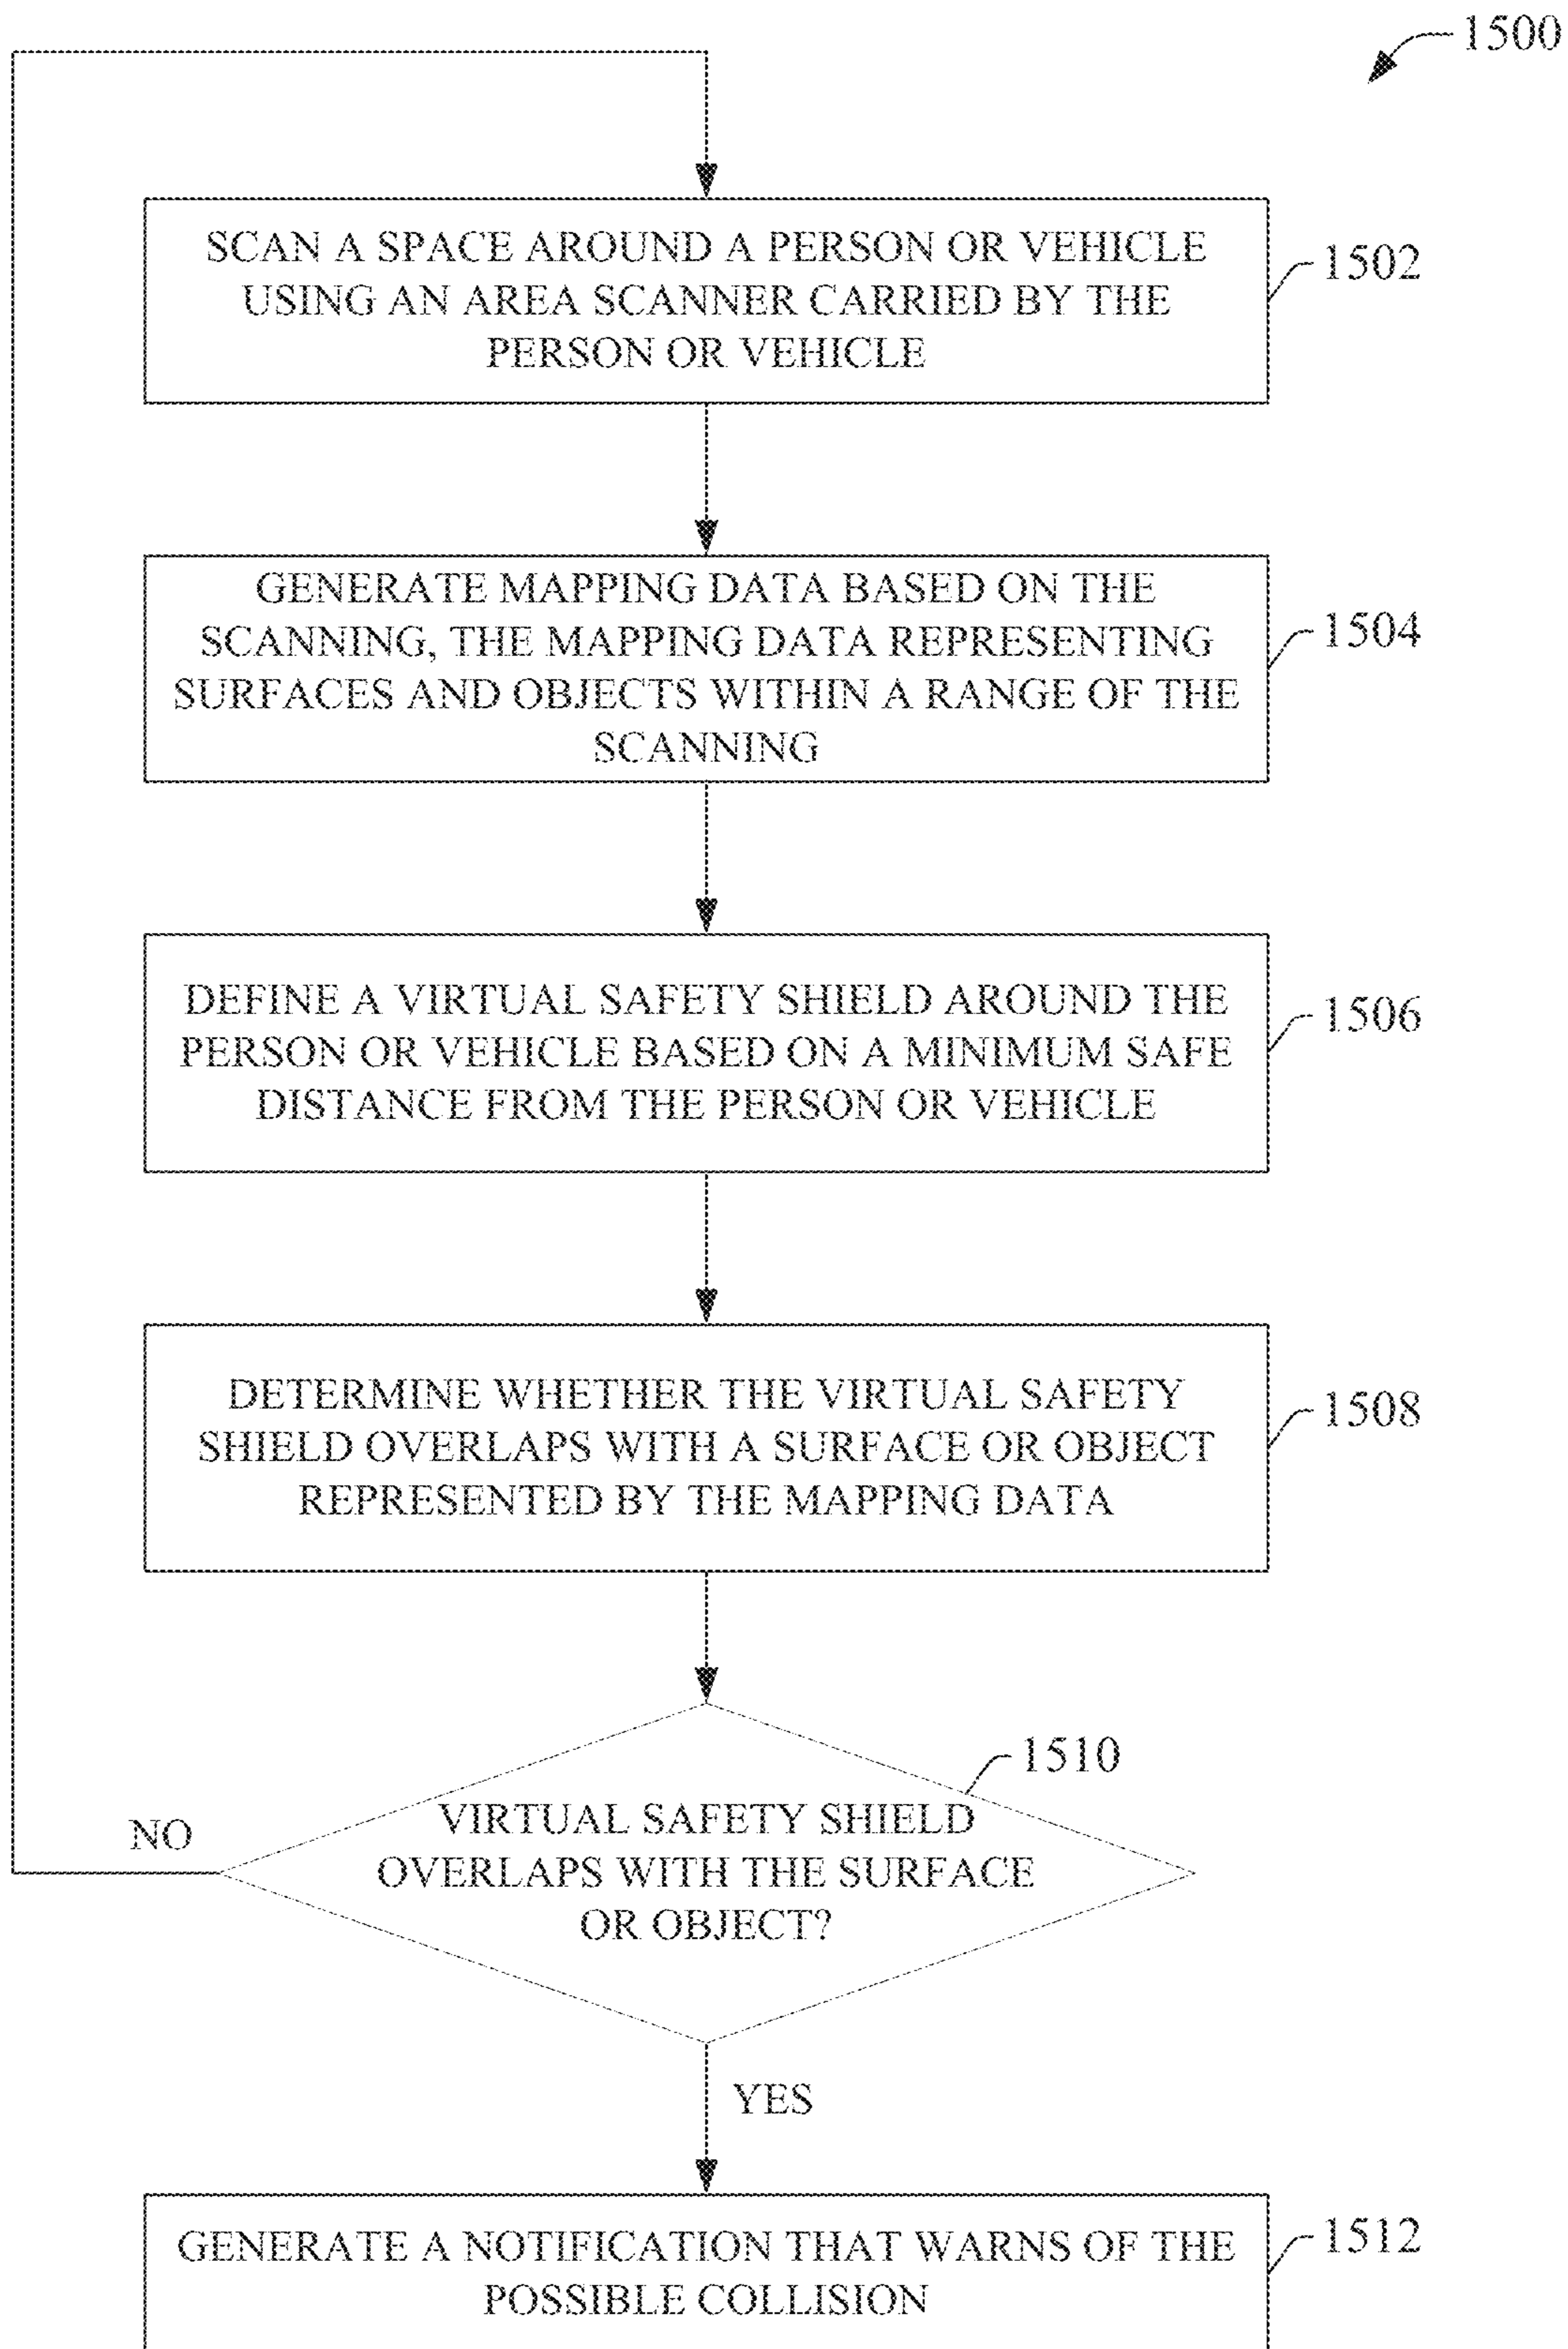 1500
SCAN A SPACE AROUND A PERSON OR VEHICLE
USING AN AREA SCANNER CARRIED BY THE
PERSON OR VEHICLE
1502
GENERATE MAPPING DATA BASED ON THE
SCANNING, THE MAPPING DATA REPRESENTING
SURFACES AND OBJECTS WITHIN A RANGE OF THE
SCANNING
1504
DEFINE A VIRTUAL SAFETY SHIELD AROUND THE
PERSON OR VEHICLE BASED ON A MINIMUM SAFE
DISTANCE FROM THE PERSON OR VEHICLE
1506
DETERMINE WHETHER THE VIRTUAL SAFETY
SHIELD OVERLAPS WITH A SURFACE OR OBJECT
REPRESENTED BY THE MAPPING DATA
1508
1510
VIRTUAL SAFETY SHIELD
OVERLAPS WITH THE SURFACE
OR OBJECT?
NO
YES
GENERATE A NOTIFICATION THAT WARNS OF THE
POSSIBLE COLLISION
1512